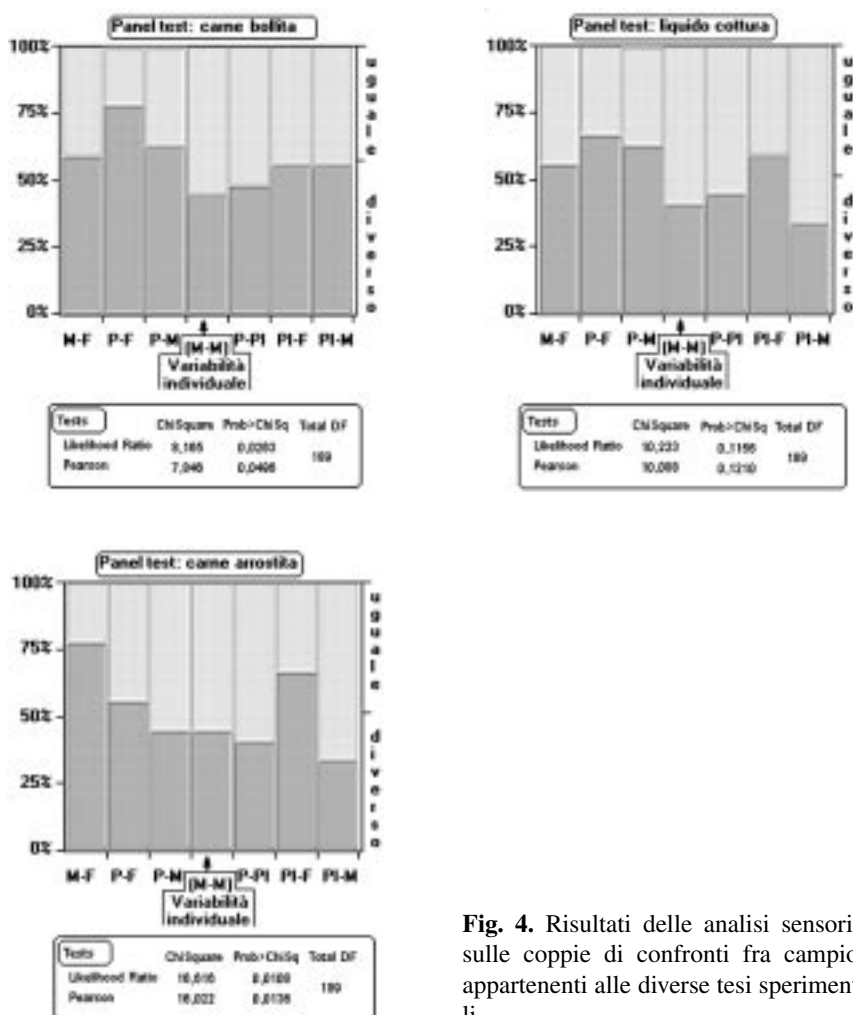 Panel test: carne bollita
100%
75%
50%
25%
0%
uguale
diverso
M-F P-F P-M [M-M] P-PI PI-F PI-M
Variabilità
individuale
Tests ChiSquare Prob>ChiSq Total DF
Likelihood Ratio
Pearson
189
Panel test: liquido cottura
100%
75%
50%
25%
0%
uguale
diverso
M-F P-F P-M [M-M] P-PI PI-F PI-M
Variabilità
individuale
Tests ChiSquare Prob>ChiSq Total DF
Likelihood Ratio 10,233
Pearson
189
Panel test: carne arrostita
100%
75%
50%
25%
0%
uguale
diverso
M-F P-F P-M [M-M] P-PI PI-F PI-M
Variabilità
individuale
Tests ChiSquare Prob>ChiSq Total DF
Likelihood Ratio
Pearson 16,022
189
Fig. 4. Risultati delle analisi sensori
sulle coppie di confronti fra campio
appartenenti alle diverse tesi speriment
li